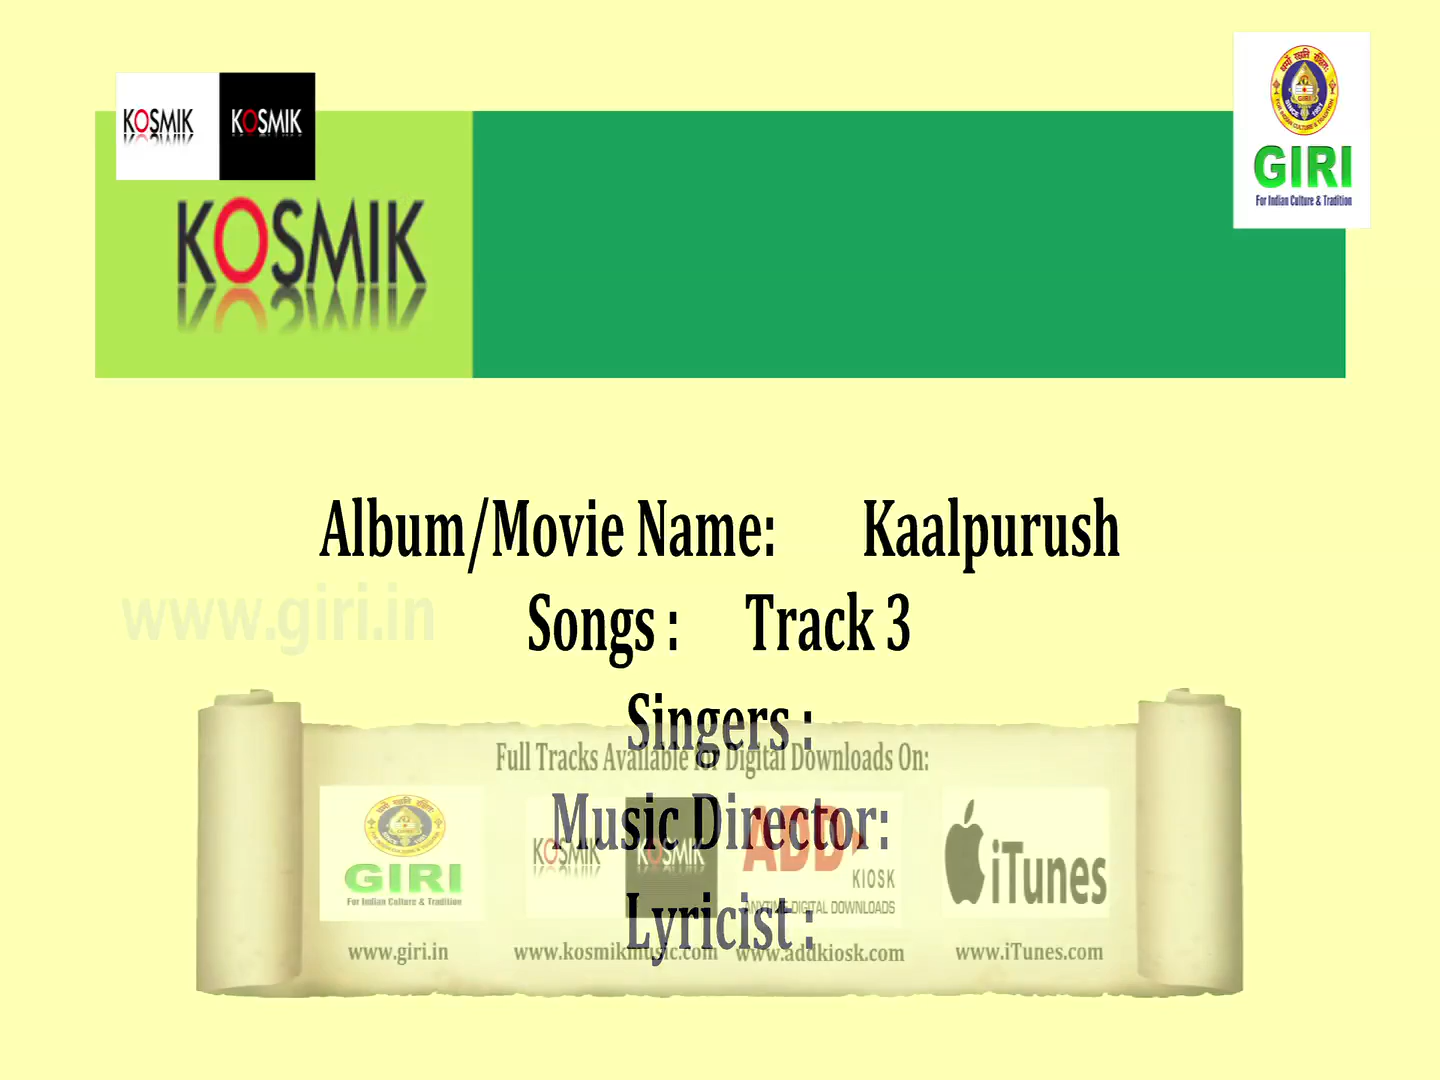 KOSMIK
KOSMIK
KOSMIK
GIRI
For Indian Culture & Tradition
Album/Movie Name: Kaalpurush
www.giri.in
Songs : Track 3
Singers :
Full Tracks Available for Digital Downloads On:
Music Director:
GIRI
For Indian Culture & Tradition
KOSMIK
KOSMIK
ADD
KIOSK
ANYTIME DIGITAL DOWNLOADS
iTunes
Lyricist :
www.giri.in
www.kosmikmusic.com
www.addkiosk.com
www.iTunes.com